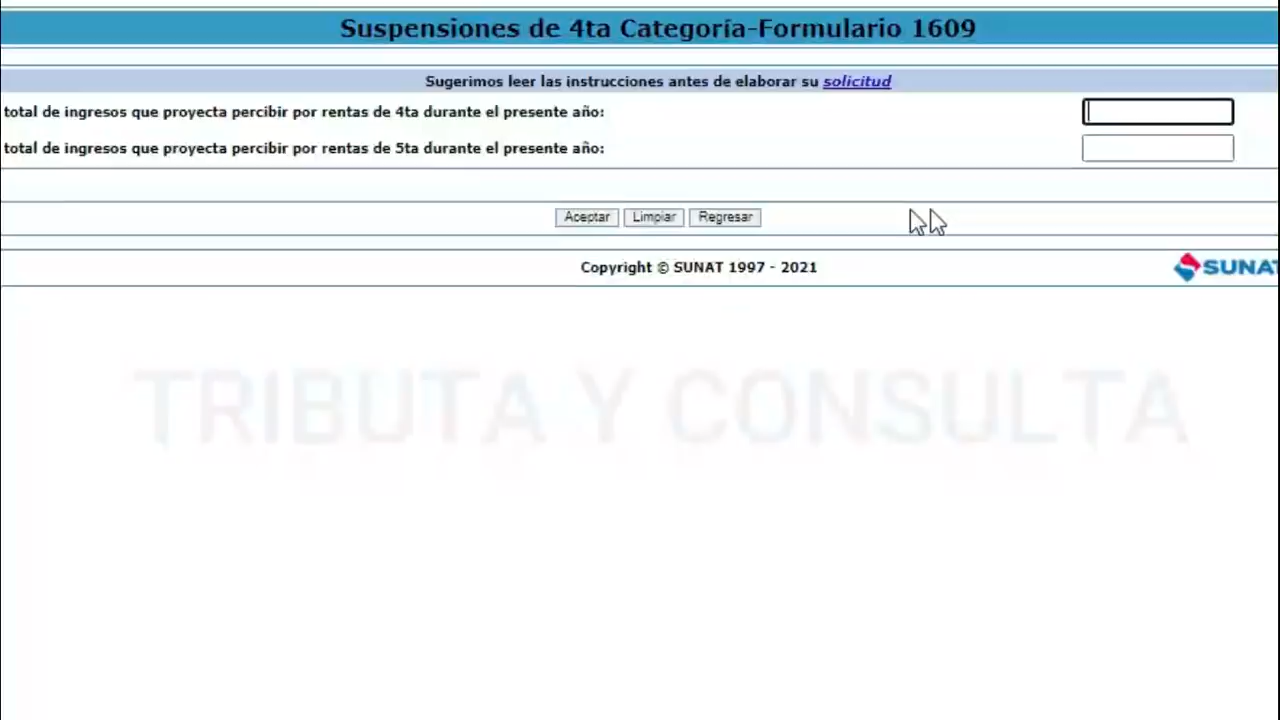 Suspensiones de 4ta Categoría-Formulario 1609
Sugerimos leer las instrucciones antes de elaborar su solicitud
total de ingresos que proyecta percibir por rentas de 4ta durante el presente año:
total de ingresos que proyecta percibir por rentas de 5ta durante el presente año:
Aceptar Limpiar Regresar
Copyright © SUNAT 1997 - 2021
SUNAT
TRIBUTA Y CONSULTA